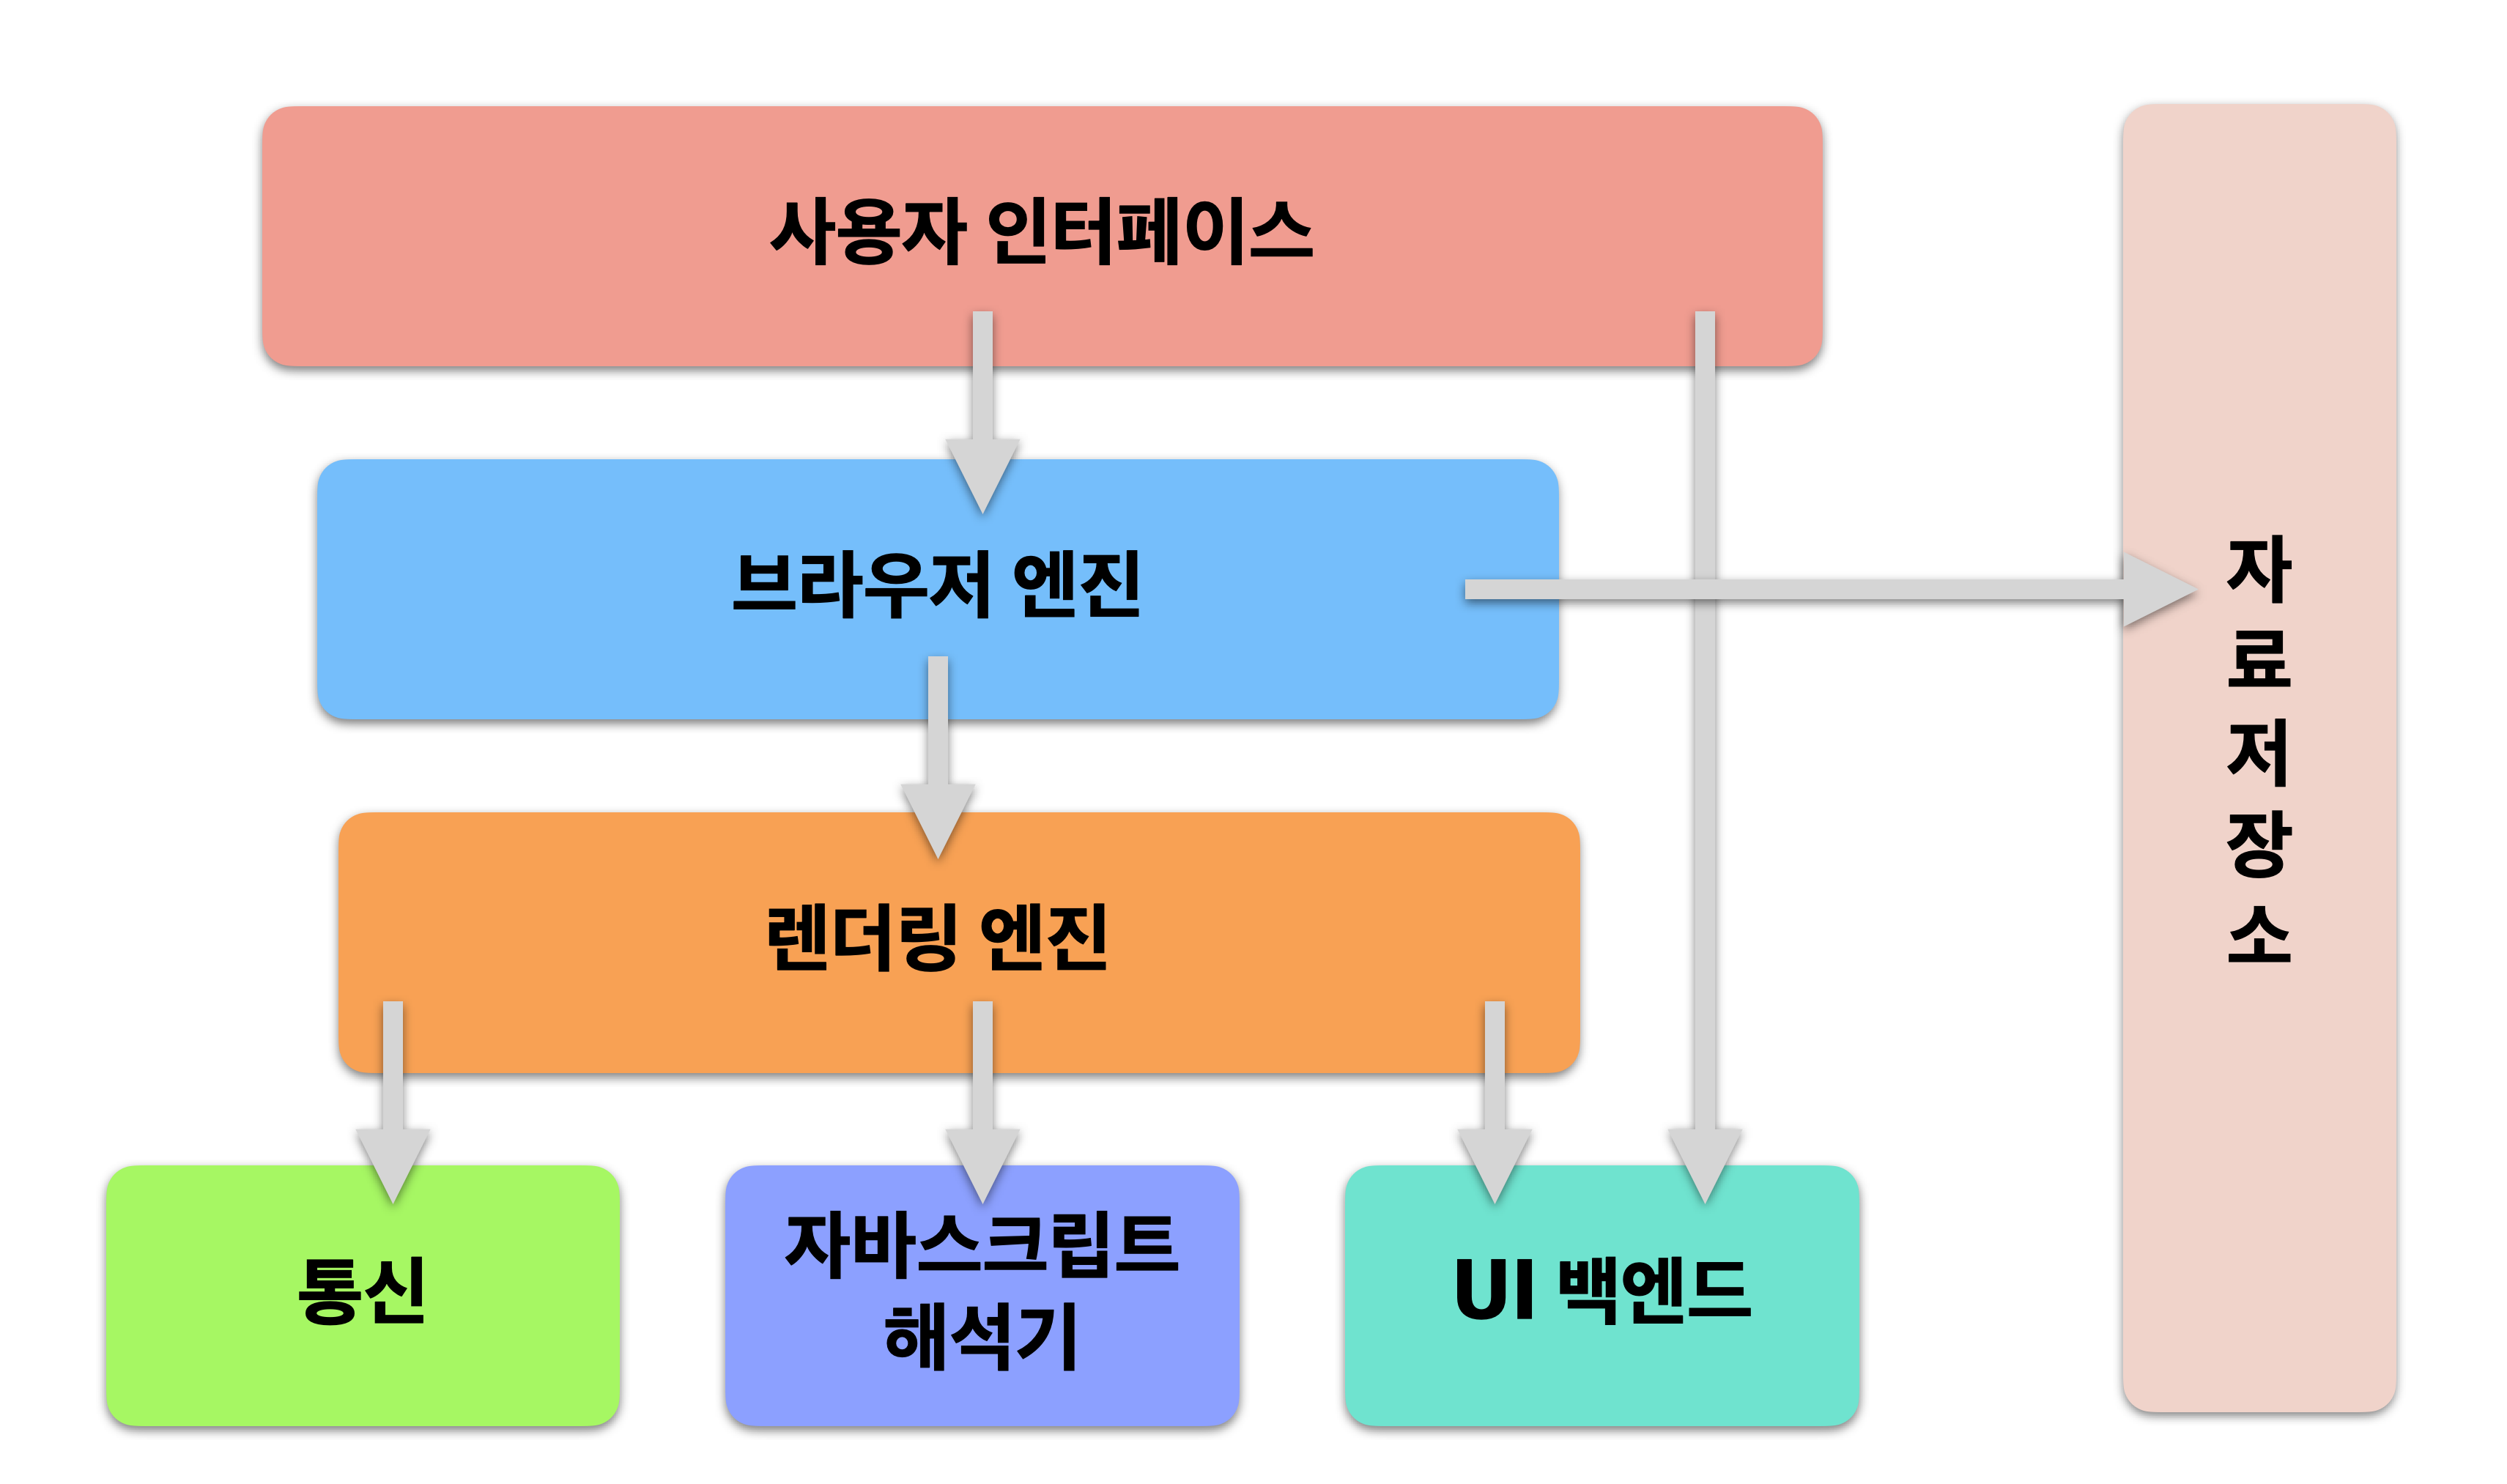 사용자 인터페이스
브라우저 엔진
렌더링 엔진
통신
자바스크립트
해석기
UI 백엔드
자
료
저
장
소